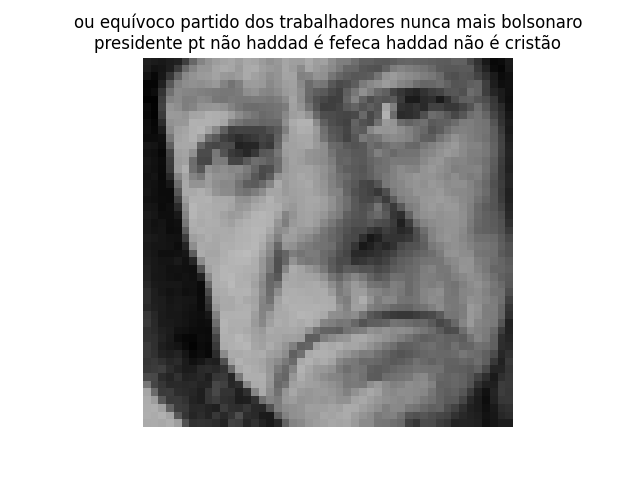 ou equívoco partido dos trabalhadores nunca mais bolsonaro
presidente pt não haddad é fefeca haddad não é cristão